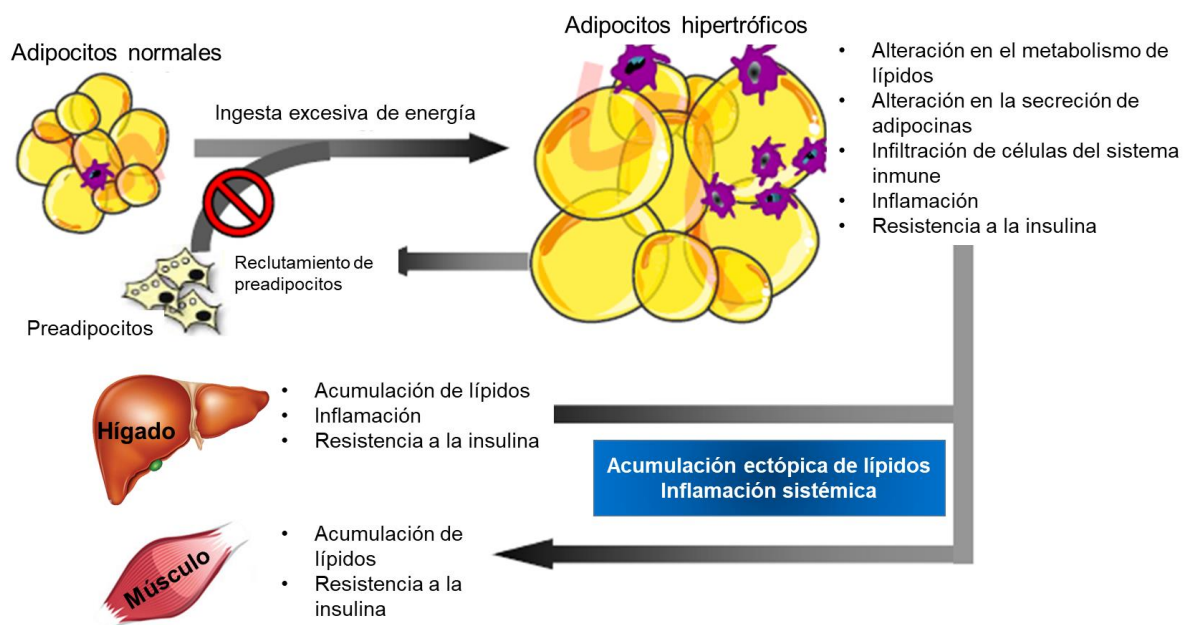 Adipocitos normales
Adipocitos hipertróficos
Ingesta excesiva de energía
• Alteración en el metabolismo de
lípidos
• Alteración en la secreción de
adipocinas
• Infiltración de células del sistema
inmune
• Inflamación
• Resistencia a la insulina
Reclutamiento de
preadipocitos
Preadipocitos
Hígado
• Acumulación de lípidos
• Inflamación
• Resistencia a la insulina
Acumulación ectópica de lípidos
Inflamación sistémica
Músculo
• Acumulación de
lípidos
• Resistencia a la
insulina